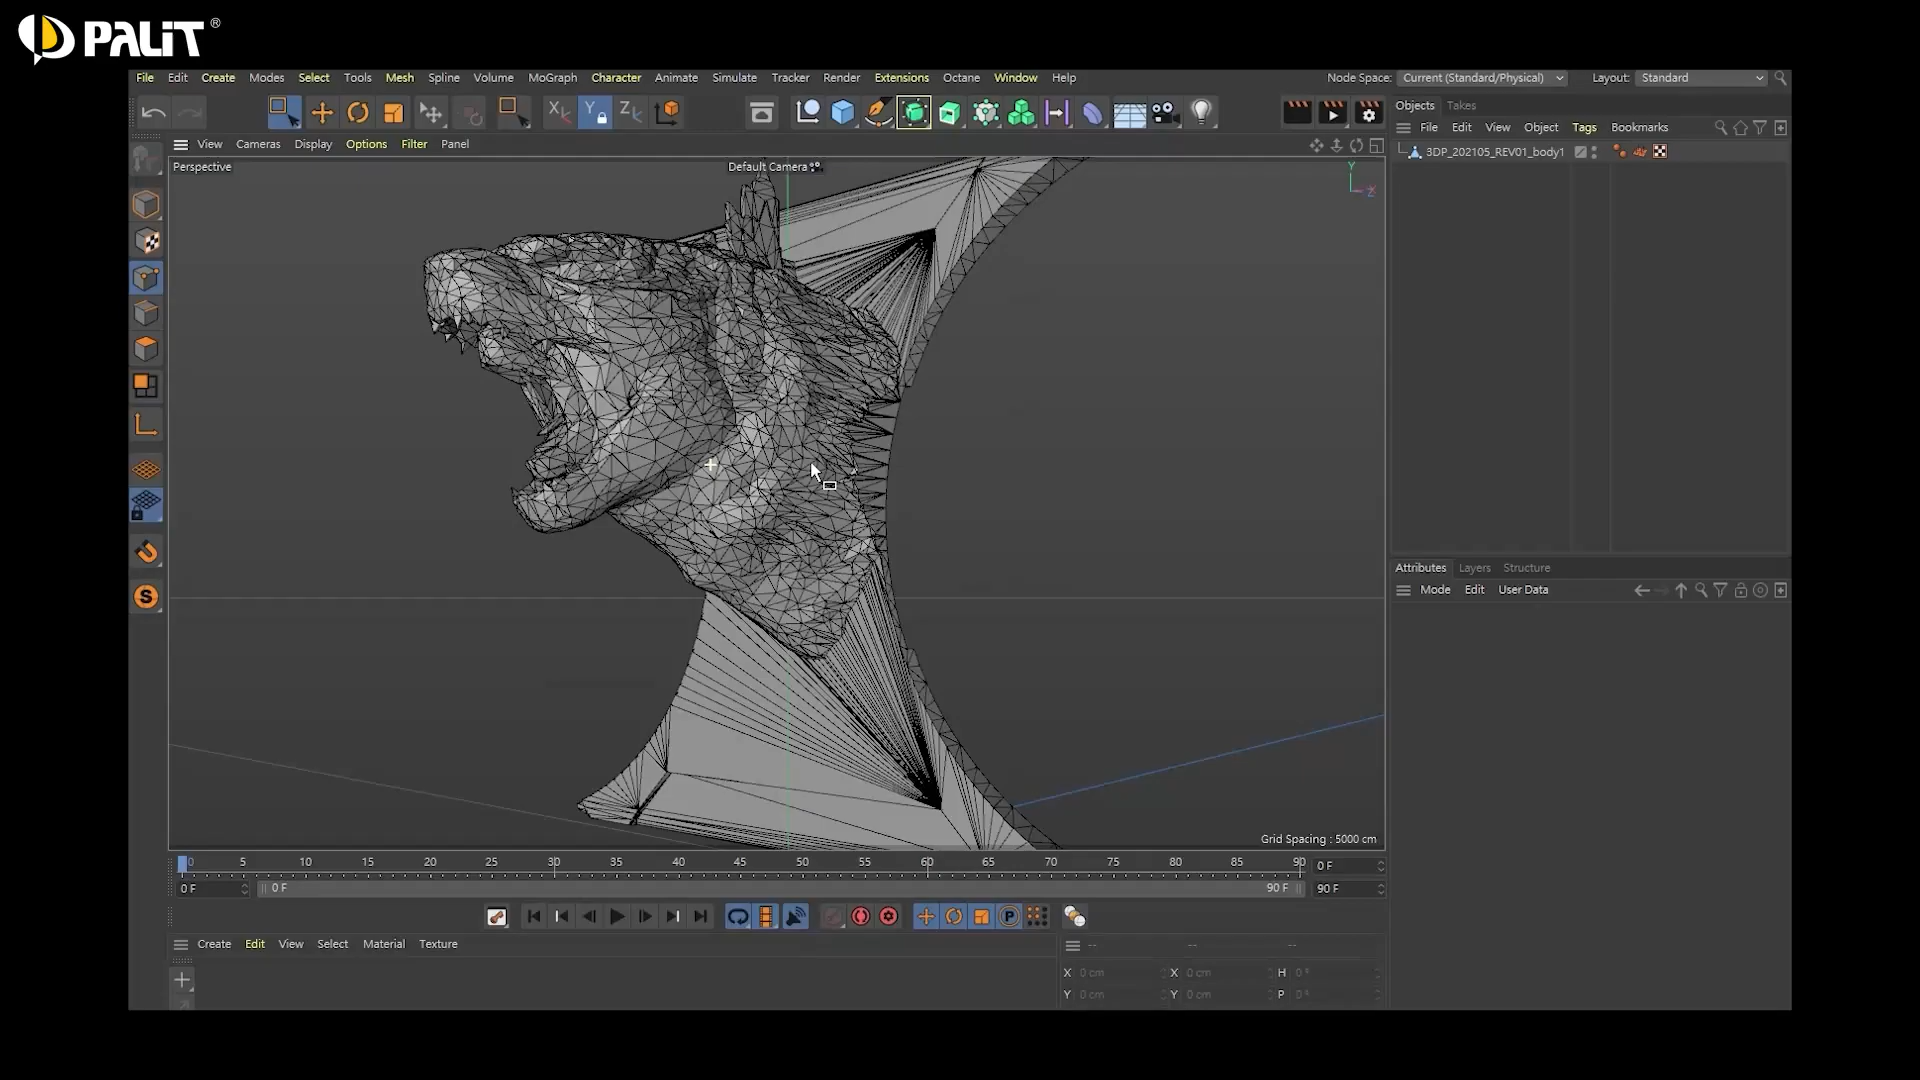 PALIT®
File Edit Create Modes Select Tools Mesh Spline Volume MoGraph Character Animate Simulate Tracker Render Extensions Octane Window Help Node Space: Current (Standard/Physical) Layout: Standard
X Y Z
Objects Takes
File Edit View Object Tags Bookmarks
View Cameras Display Options Filter Panel
3DP_202105_REV01_body1
Perspective Default Camera
Y
Z
S
Attributes Layers Structure
Mode Edit User Data
Grid Spacing : 5000 cm
0 5 10 15 20 25 30 35 40 45 50 55 60 65 70 75 80 85 90 0 F
0 F 0 F 90 F 90 F
P
Create Edit View Select Material Texture -- -- --
X 0 cm X 0 cm H 0 °
Y 0 cm Y 0 cm P 0 °